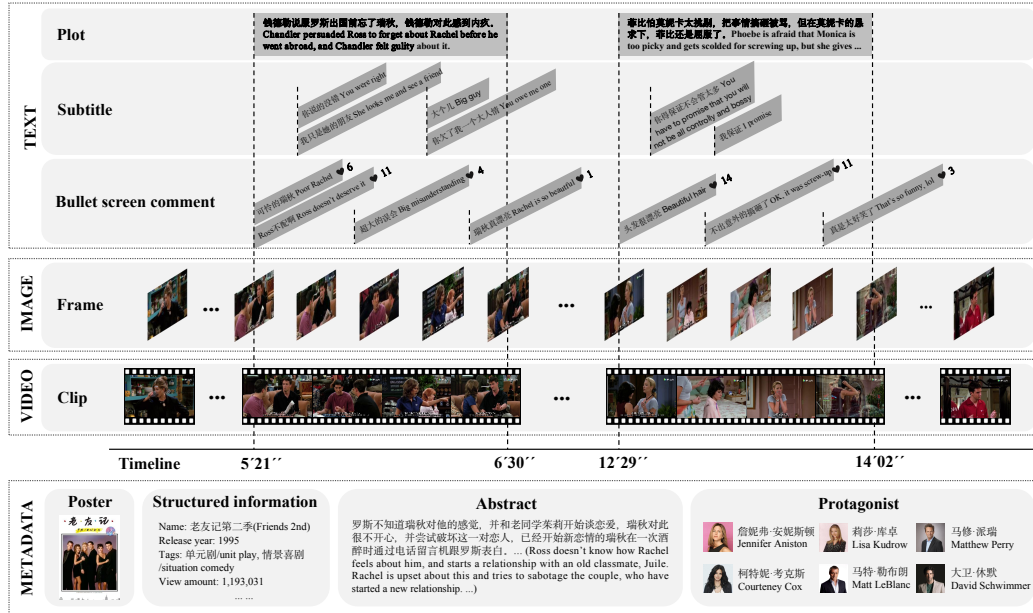 TEXT
Plot
钱德勒说服罗斯出国前忘了瑞秋，钱德勒对此感到内疚。
Chandler persuaded Ross to forget about Rachel before he
went abroad, and Chandler felt gulity about it.
菲比怕莫妮卡太挑剔，把事情搞砸被骂，但在莫妮卡的恳
求下，菲比还是屈服了。Phoebe is afraid that Monica is
too picky and gets scolded for screwing up, but she gives ...
Subtitle
你说的没错 You were right
我只是她的朋友 She looks me and see a friend
大个儿 Big guy
你欠了我一个大人情 You owe me one
你得保证不会管太多 You
have to promise that you will
not be all controlly and bossy
我保证 I promise
Bullet screen comment
可怜的瑞秋 Poor Rachel ♥ 6
Ross不配啊 Ross doesn't deserve it ♥ 11
超大的误会 Big misunderstanding ♥ 4
瑞秋真漂亮 Rachel is so beautiful ♥ 1
头发很漂亮 Beautiful hair ♥ 14
不出意外的搞砸了 OK, it was screw-up ♥ 11
真是太好笑了 That's so funny, lol ♥ 3
IMAGE
Frame
... ... ...
VIDEO
Clip
... ... ...
Timeline
5´21´´
6´30´´
12´29´´
14´02´´
METADATA
Poster
老·友·记
Structured information
Name: 老友记第二季(Friends 2nd)
Release year: 1995
Tags: 单元剧/unit play, 情景喜剧
/situation comedy
View amount: 1,193,031
... ...
Abstract
罗斯不知道瑞秋对他的感觉，并和老同学茱莉开始谈恋爱，瑞秋对此
很不开心，并尝试破坏这一对恋人，已经开始新恋情的瑞秋在一次酒
醉时通过电话留言机跟罗斯表白。... (Ross doesn't know how Rachel
feels about him, and starts a relationship with an old classmate, Juile.
Rachel is upset about this and tries to sabotage the couple, who have
started a new relationship. ...)
Protagonist
詹妮弗·安妮斯顿
Jennifer Aniston
莉莎·库卓
Lisa Kudrow
马修·派瑞
Matthew Perry
柯特妮·考克斯
Courteney Cox
马特·勒布朗
Matt LeBlanc
大卫·休默
David Schwimmer